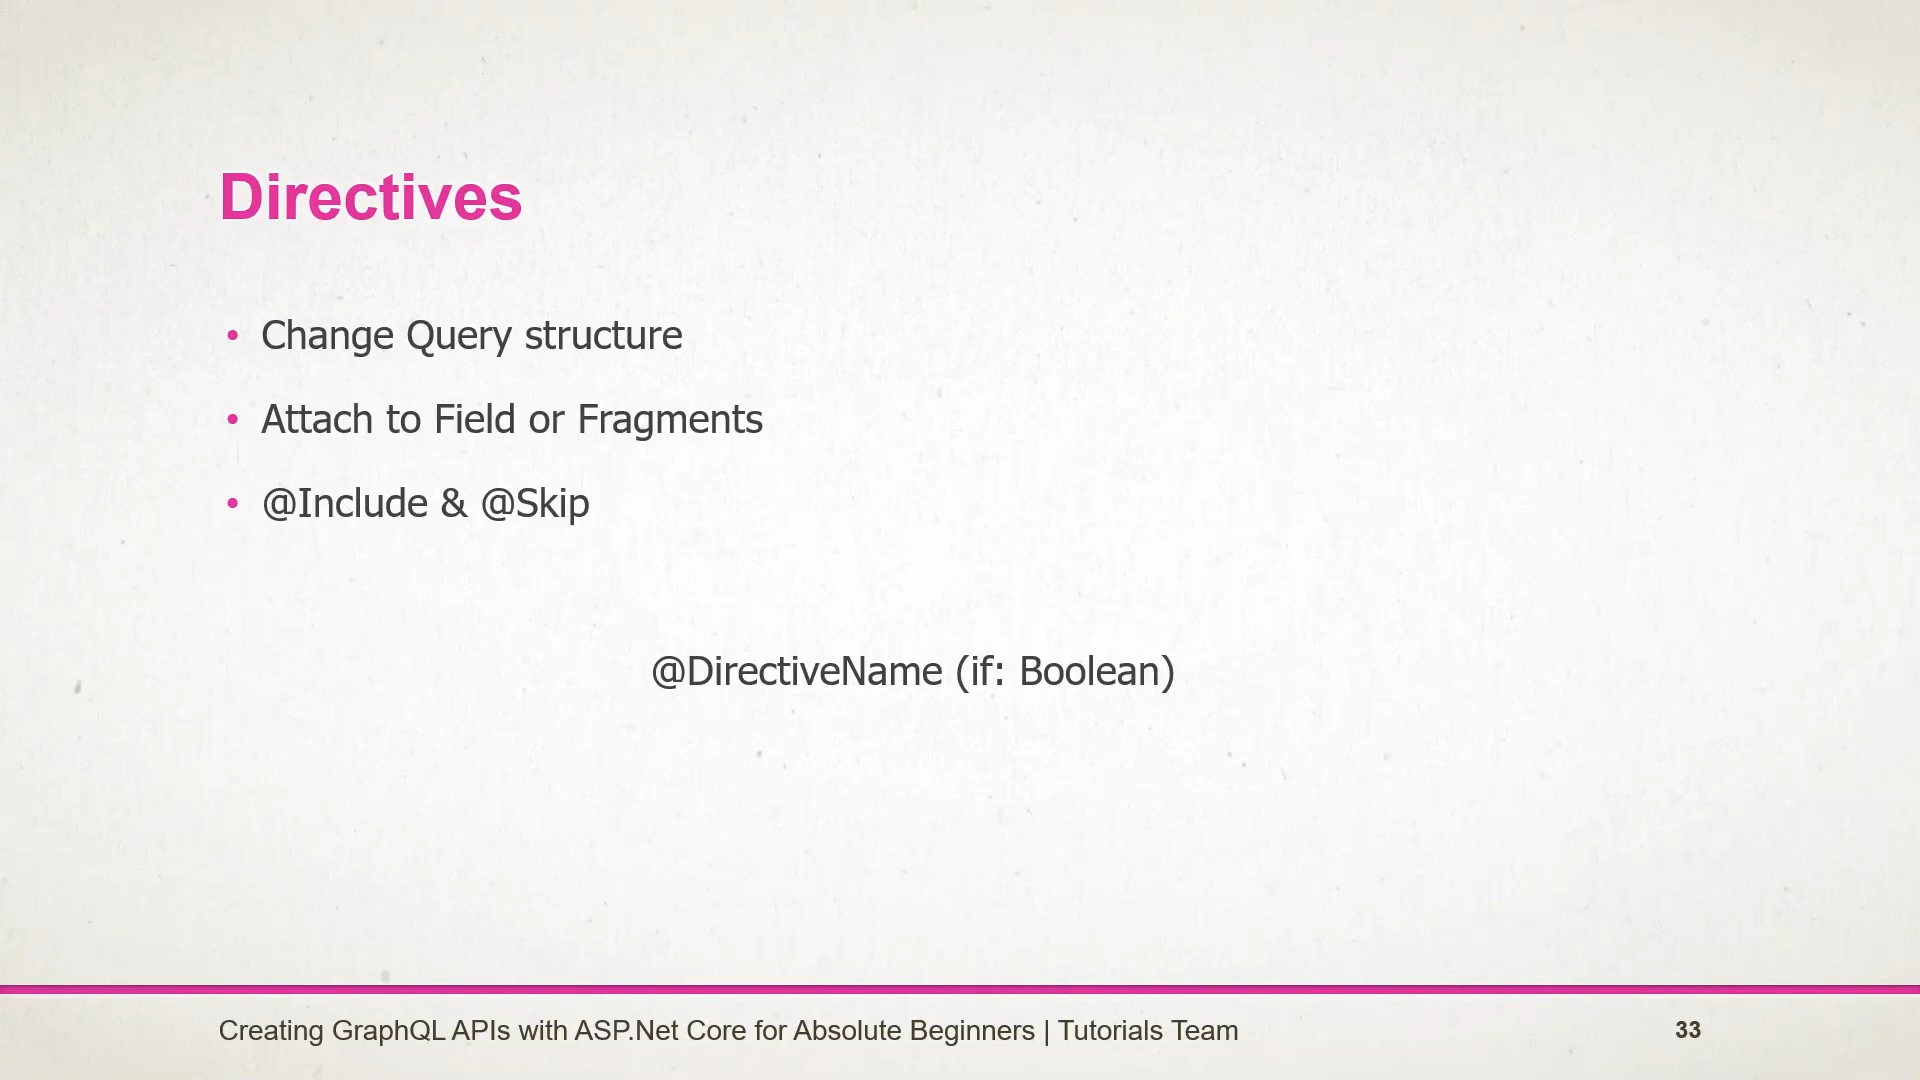 Directives
• Change Query structure
• Attach to Field or Fragments
• @Include & @Skip
@DirectiveName (if: Boolean)
Creating GraphQL APIs with ASP.Net Core for Absolute Beginners | Tutorials Team
33